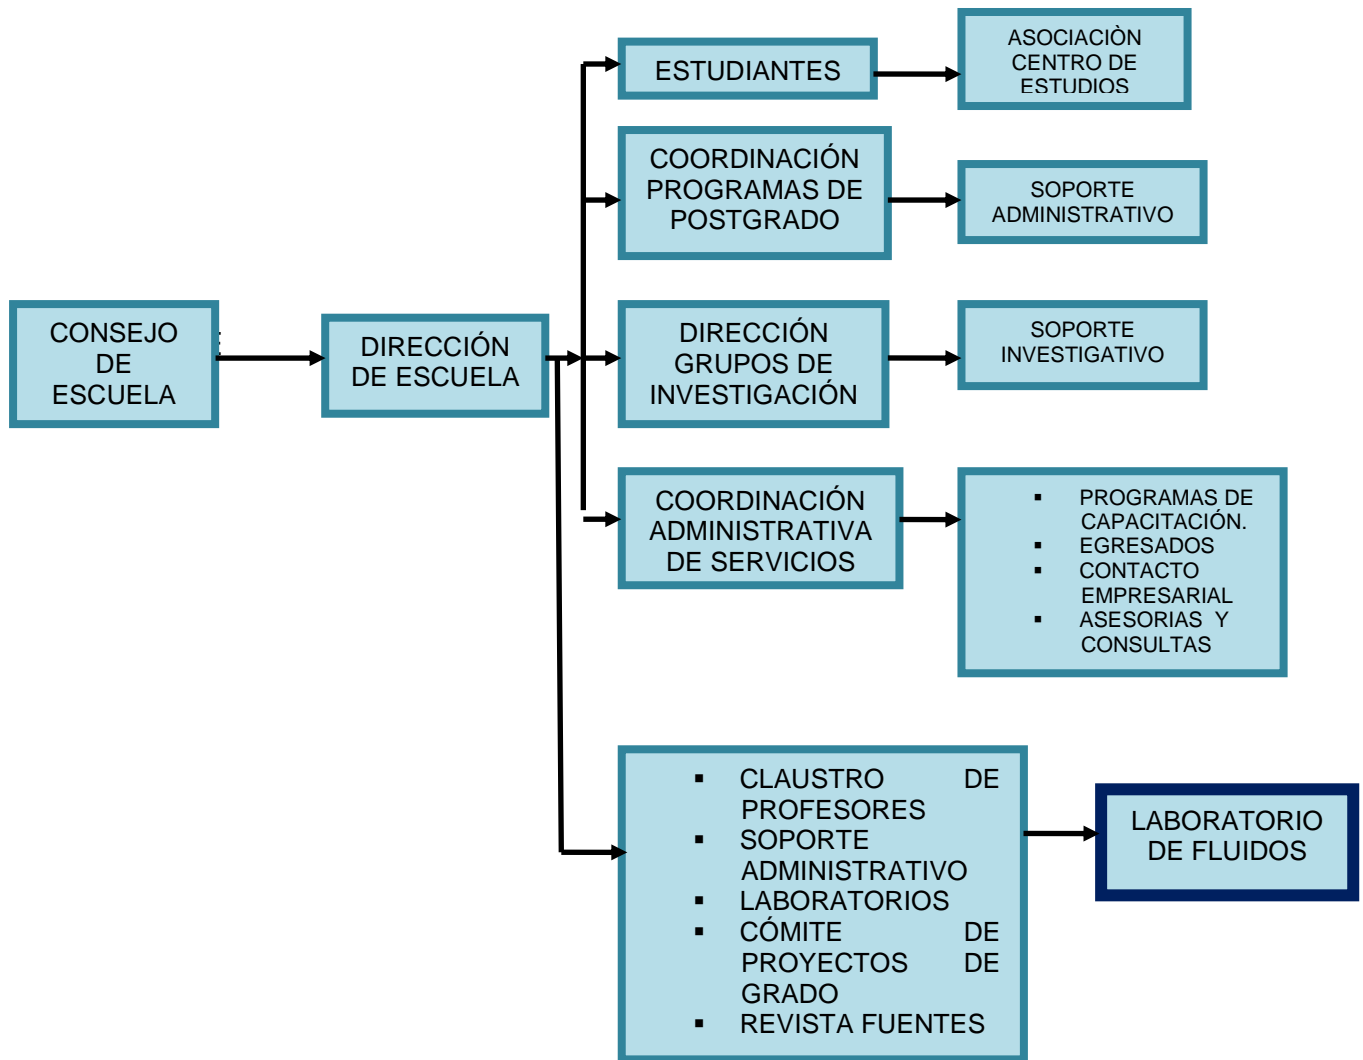 ESTUDIANTES
ASOCIACIÒN
CENTRO DE
ESTUDIOS
COORDINACIÓN
PROGRAMAS DE
POSTGRADO
SOPORTE
ADMINISTRATIVO
CONSEJO
DE
ESCUELA
DIRECCIÓN
DE ESCUELA
DIRECCIÓN
GRUPOS DE
INVESTIGACIÓN
SOPORTE
INVESTIGATIVO
COORDINACIÓN
ADMINISTRATIVA
DE SERVICIOS
▪ PROGRAMAS DE
CAPACITACIÓN.
▪ EGRESADOS
▪ CONTACTO
EMPRESARIAL
▪ ASESORIAS Y
CONSULTAS
▪ CLAUSTRO DE
PROFESORES
▪ SOPORTE
ADMINISTRATIVO
▪ LABORATORIOS
▪ CÓMITE DE
PROYECTOS DE
GRADO
▪ REVISTA FUENTES
LABORATORIO
DE FLUIDOS